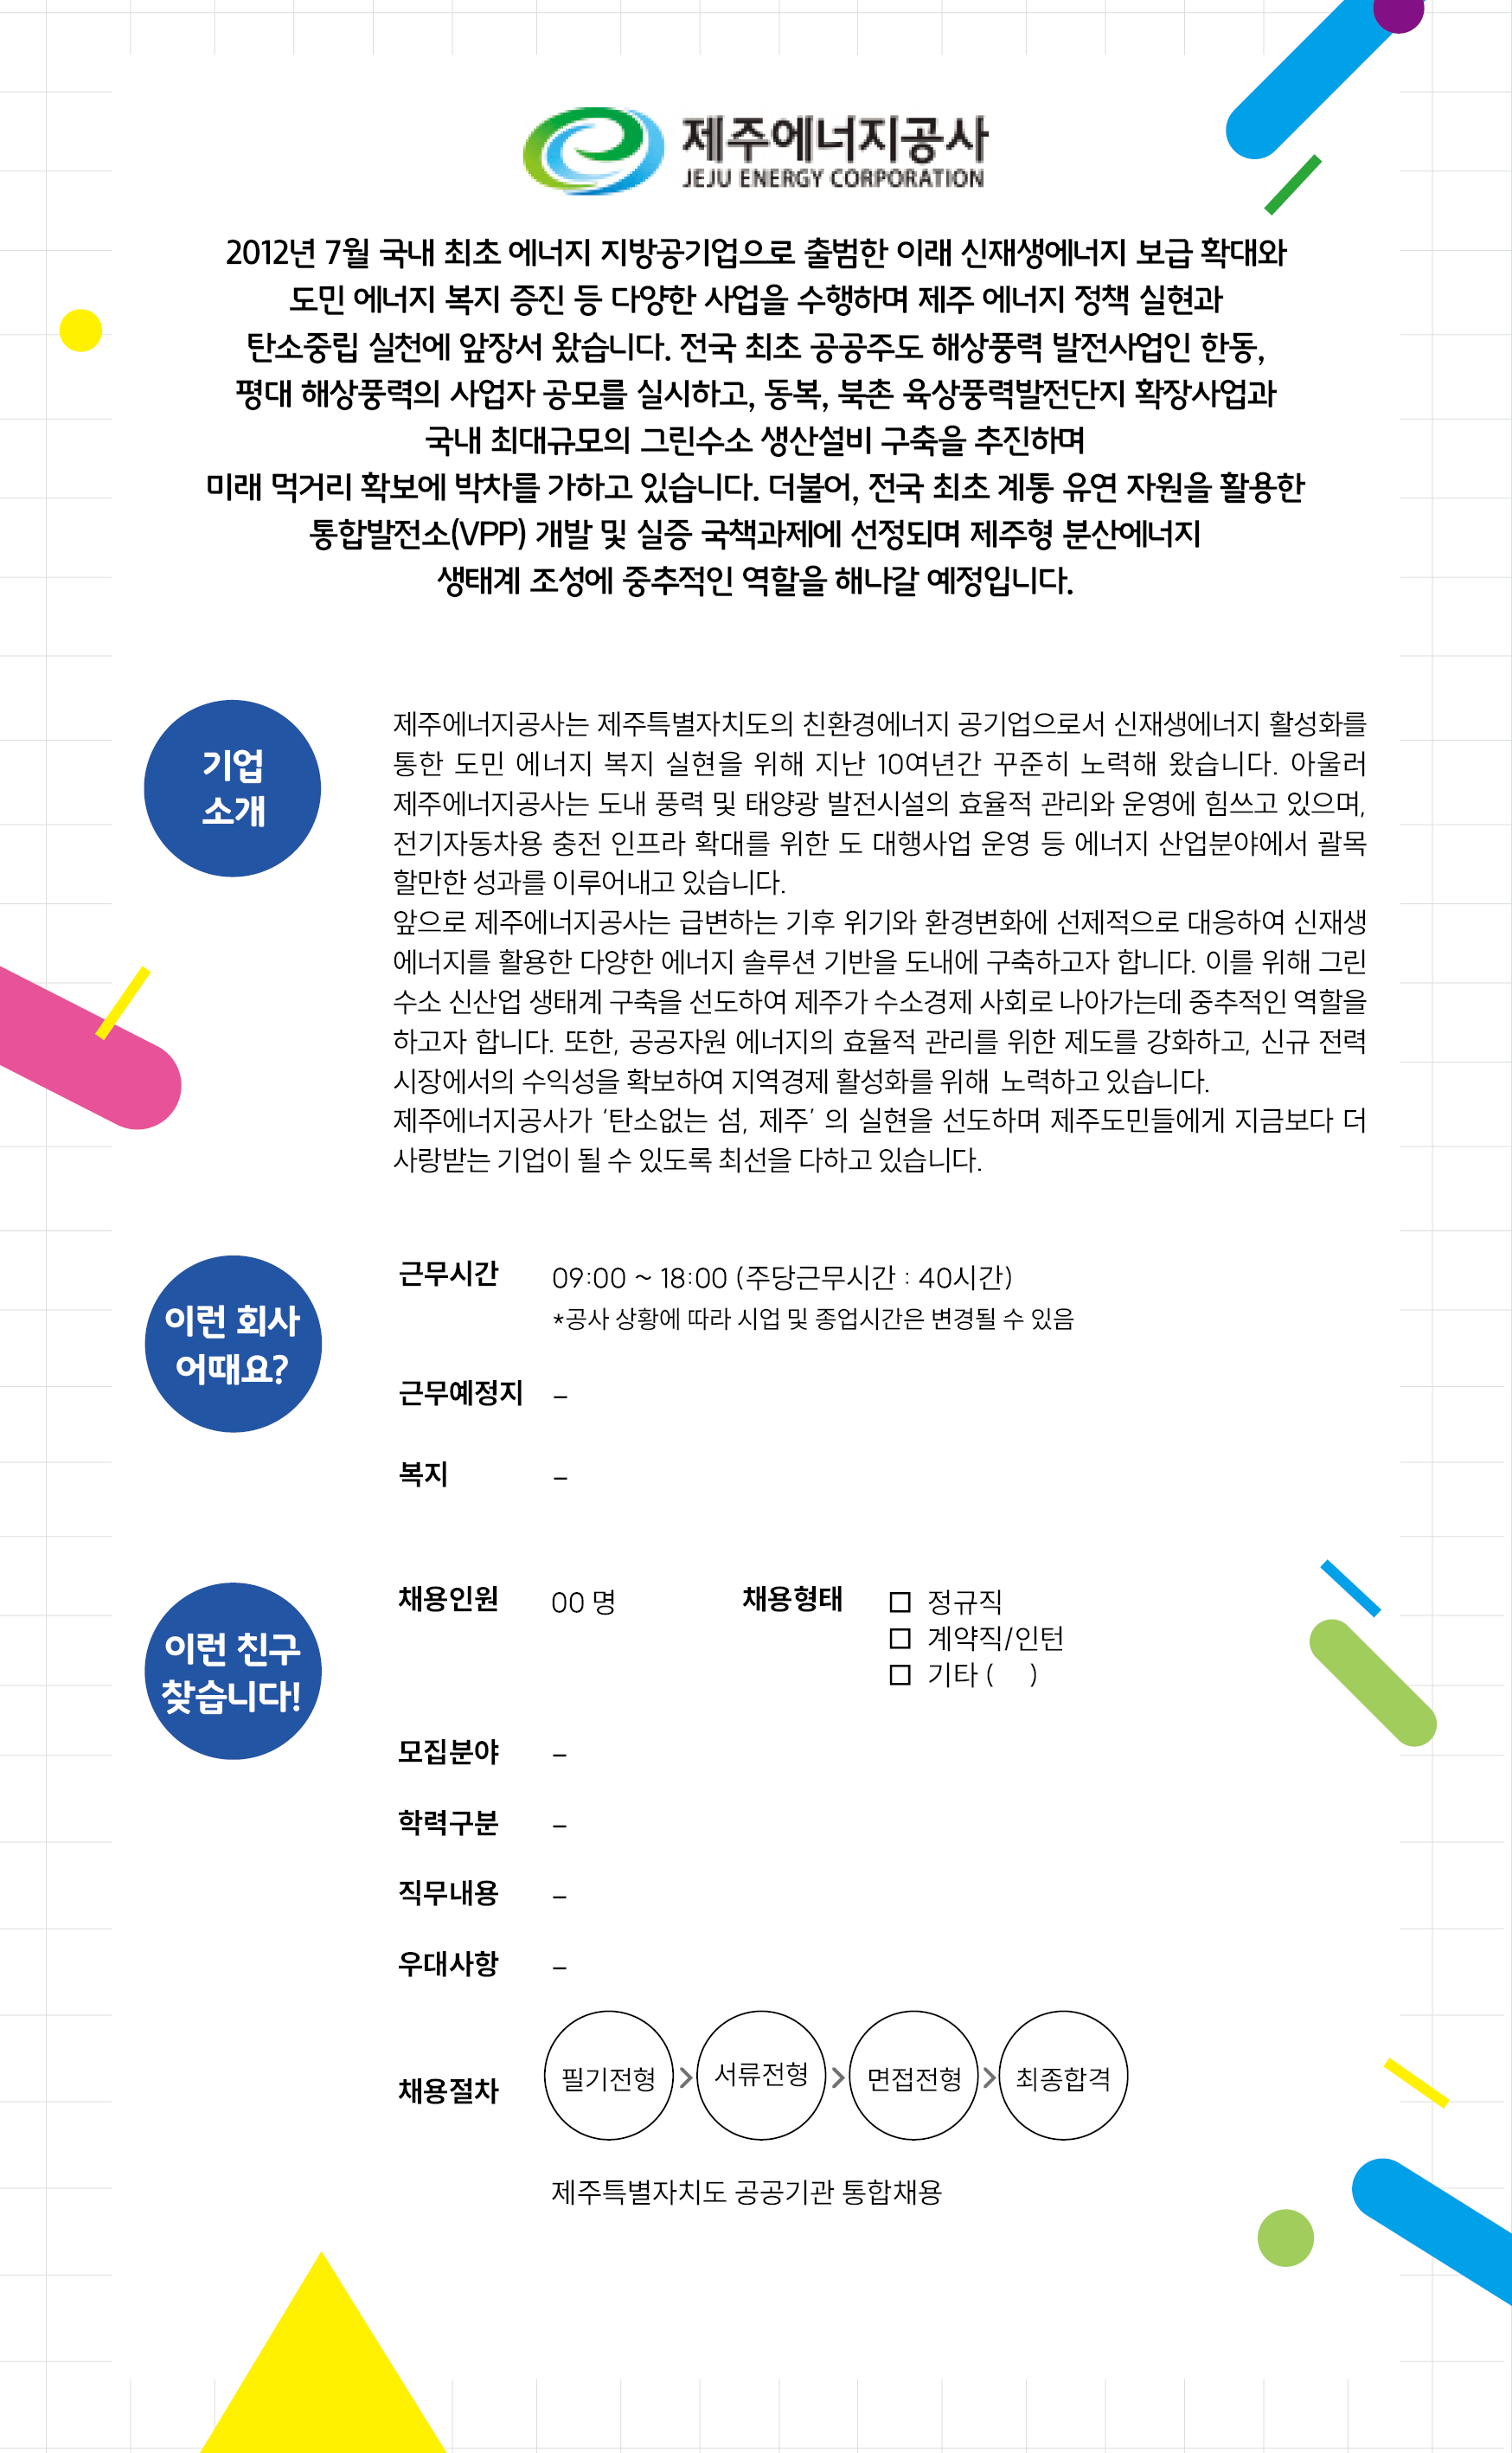 제주에너지공사
JEJU ENERGY CORPORATION
2012년 7월 국내 최초 에너지 지방공기업으로 출범한 이래 신재생에너지 보급 확대와
도민 에너지 복지 증진 등 다양한 사업을 수행하며 제주 에너지 정책 실현과
탄소중립 실천에 앞장서 왔습니다. 전국 최초 공공주도 해상풍력 발전사업인 한동,
평대 해상풍력의 사업자 공모를 실시하고, 동복, 북촌 육상풍력발전단지 확장사업과
국내 최대규모의 그린수소 생산설비 구축을 추진하며
미래 먹거리 확보에 박차를 가하고 있습니다. 더불어, 전국 최초 계통 유연 자원을 활용한
통합발전소(VPP) 개발 및 실증 국책과제에 선정되며 제주형 분산에너지
생태계 조성에 중추적인 역할을 해나갈 예정입니다.
기업
소개
제주에너지공사는 제주특별자치도의 친환경에너지 공기업으로서 신재생에너지 활성화를
통한 도민 에너지 복지 실현을 위해 지난 10여년간 꾸준히 노력해 왔습니다. 아울러
제주에너지공사는 도내 풍력 및 태양광 발전시설의 효율적 관리와 운영에 힘쓰고 있으며,
전기자동차용 충전 인프라 확대를 위한 도 대행사업 운영 등 에너지 산업분야에서 괄목
할만한 성과를 이루어내고 있습니다.
앞으로 제주에너지공사는 급변하는 기후 위기와 환경변화에 선제적으로 대응하여 신재생
에너지를 활용한 다양한 에너지 솔루션 기반을 도내에 구축하고자 합니다. 이를 위해 그린
수소 신산업 생태계 구축을 선도하여 제주가 수소경제 사회로 나아가는데 중추적인 역할을
하고자 합니다. 또한, 공공자원 에너지의 효율적 관리를 위한 제도를 강화하고, 신규 전력
시장에서의 수익성을 확보하여 지역경제 활성화를 위해 노력하고 있습니다.
제주에너지공사가 ‘탄소없는 섬, 제주’ 의 실현을 선도하며 제주도민들에게 지금보다 더
사랑받는 기업이 될 수 있도록 최선을 다하고 있습니다.
이런 회사
어때요?
근무시간 09:00 ~ 18:00 (주당근무시간 : 40시간)
*공사 상황에 따라 시업 및 종업시간은 변경될 수 있음
근무예정지 –
복지 –
이런 친구
찾습니다!
채용인원 00 명 채용형태 □ 정규직
□ 계약직/인턴
□ 기타 ( )
모집분야 –
학력구분 –
직무내용 –
우대사항 –
채용절차 필기전형 > 서류전형 > 면접전형 > 최종합격
제주특별자치도 공공기관 통합채용